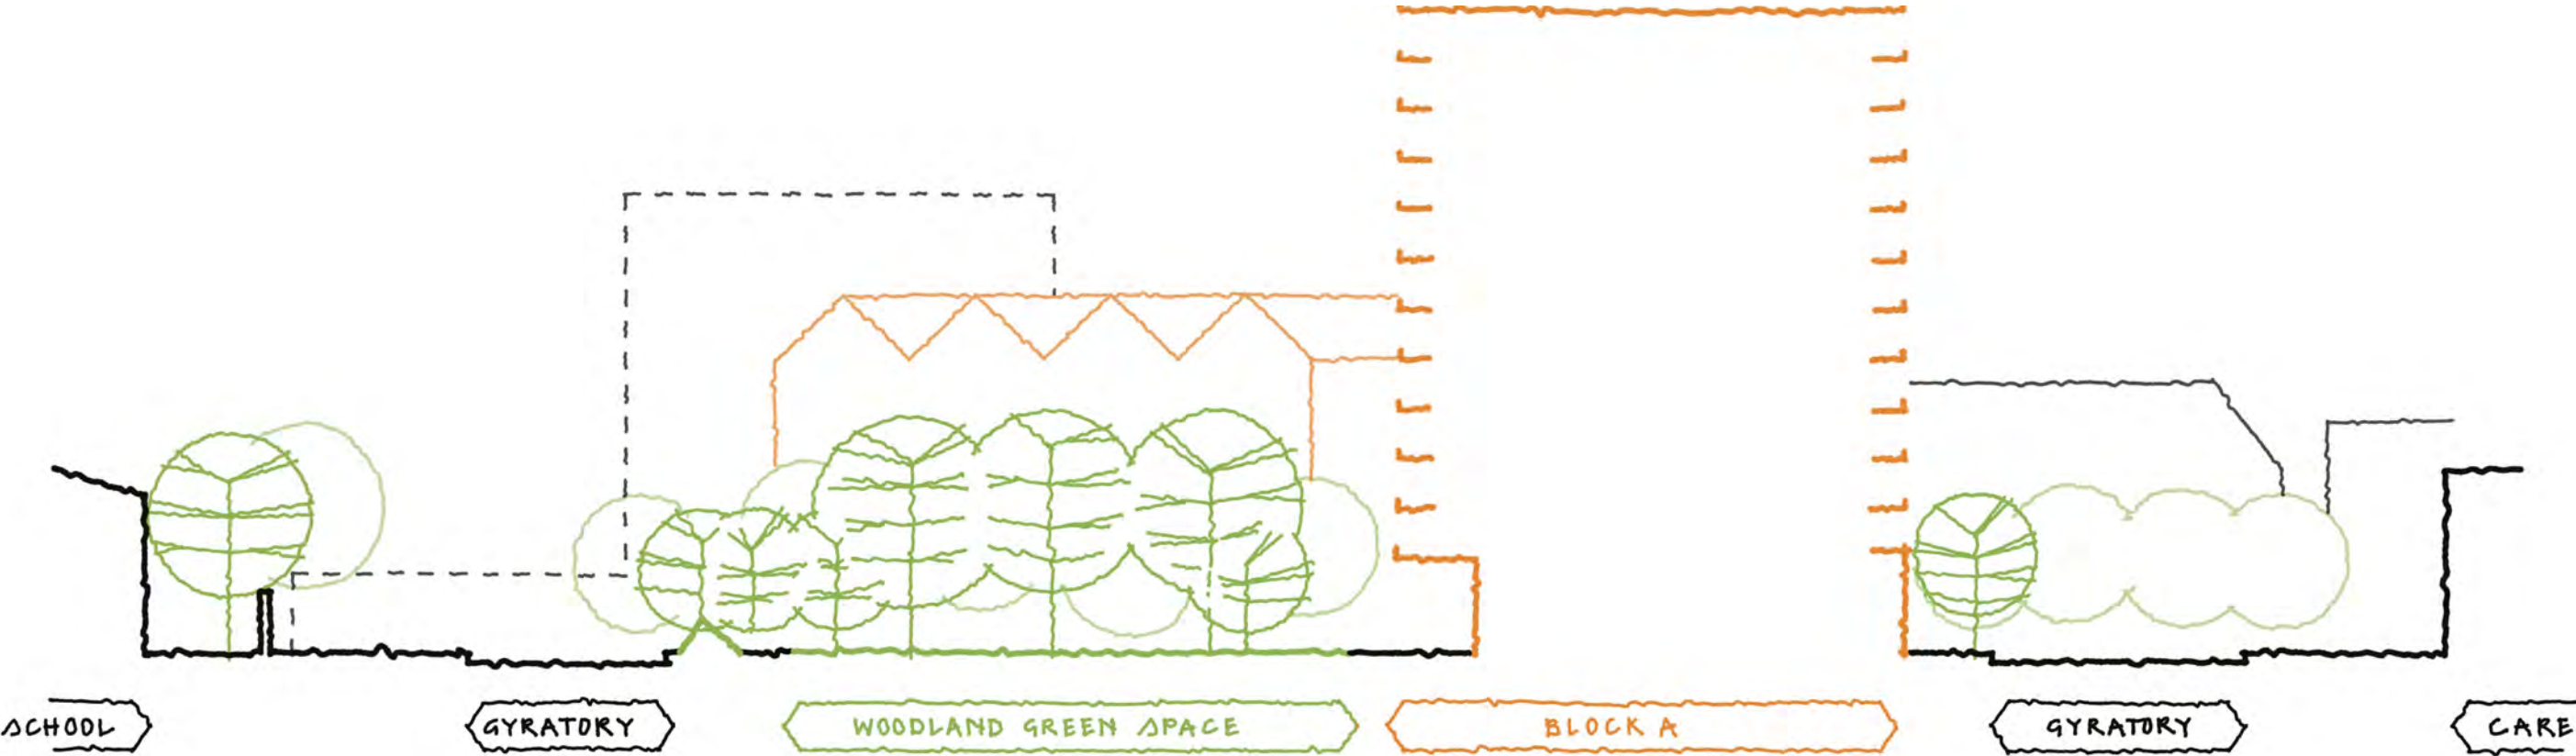 SCHOOL
GYRATORY
WOODLAND GREEN SPACE
BLOCK A
GYRATORY
CARE